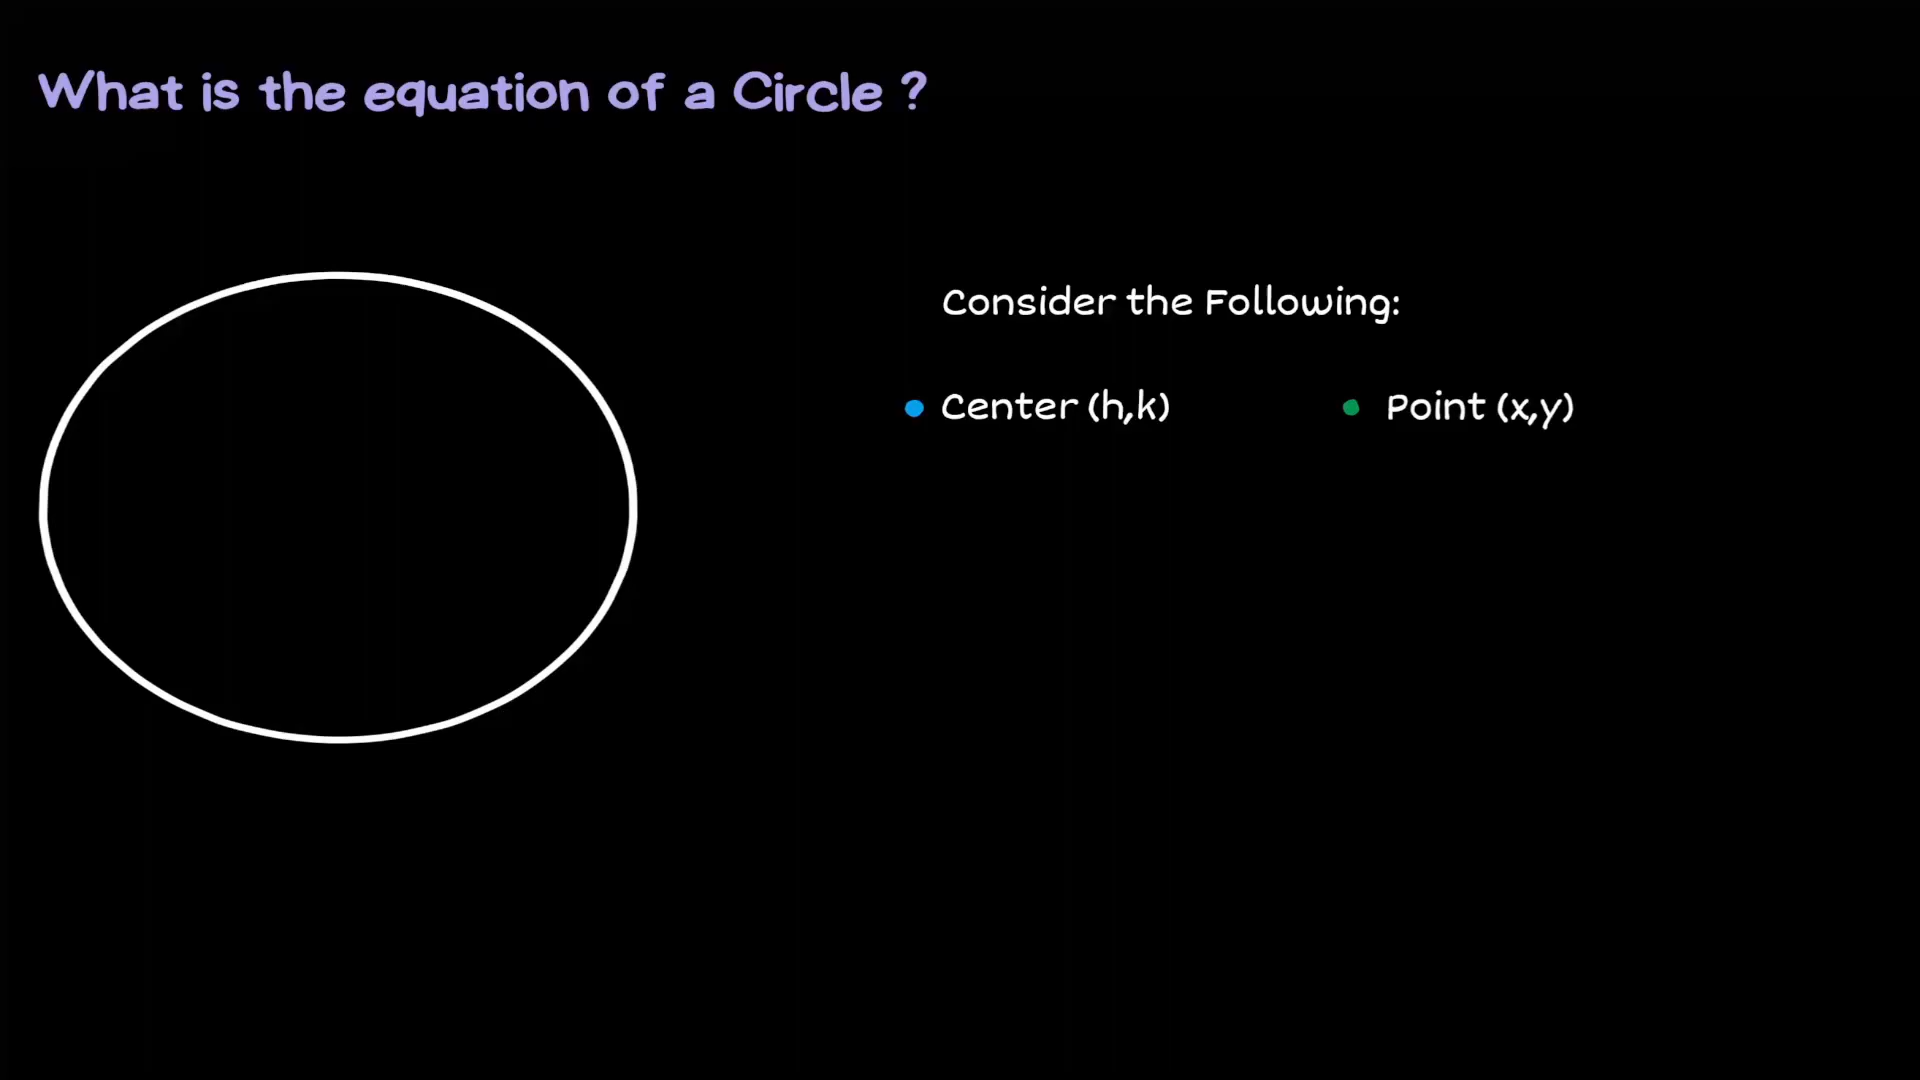 What is the equation of a Circle ?
Consider the Following:
Center (h,k)
Point (x,y)